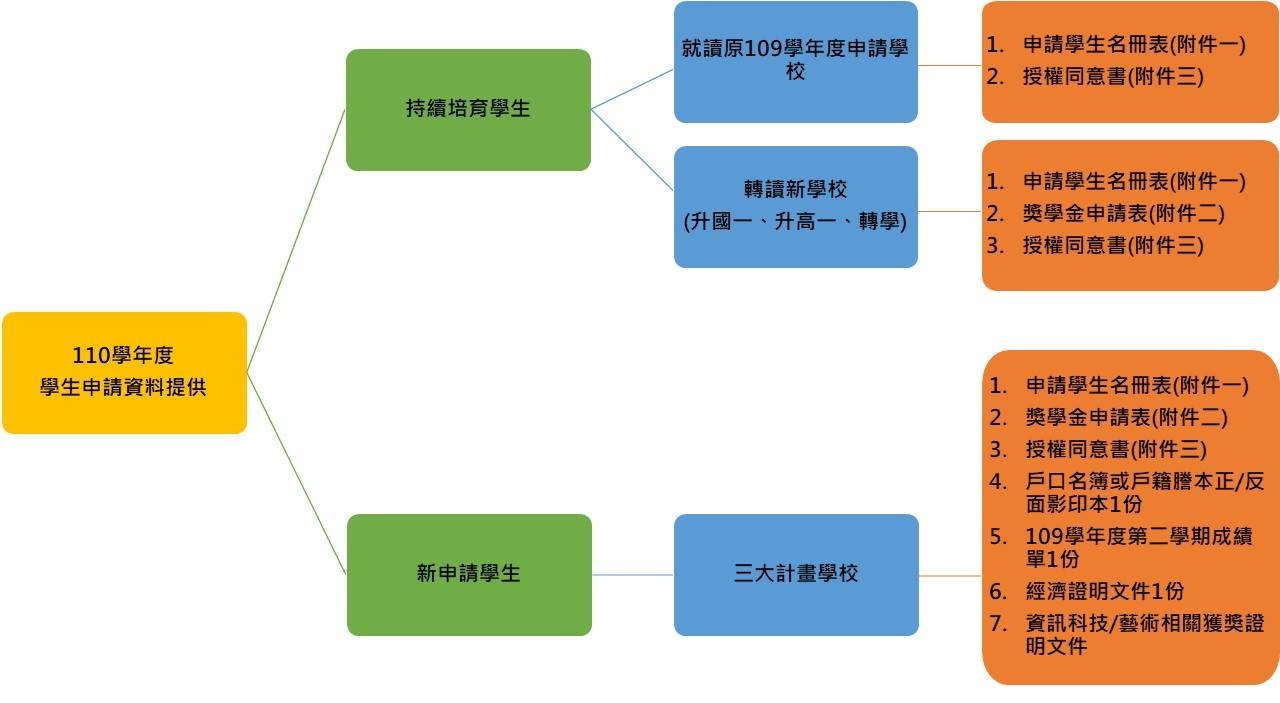 110學年度
學生申請資料提供
持續培育學生
就讀原109學年度申請學
校
1. 申請學生名冊表(附件一)
2. 授權同意書(附件三)
轉讀新學校
(升國一、升高一、轉學)
1. 申請學生名冊表(附件一)
2. 獎學金申請表(附件二)
3. 授權同意書(附件三)
新申請學生
三大計畫學校
1. 申請學生名冊表(附件一)
2. 獎學金申請表(附件二)
3. 授權同意書(附件三)
4. 戶口名簿或戶籍謄本正/反
面影印本1份
5. 109學年度第二學期成績
單1份
6. 經濟證明文件1份
7. 資訊科技/藝術相關獲獎證
明文件